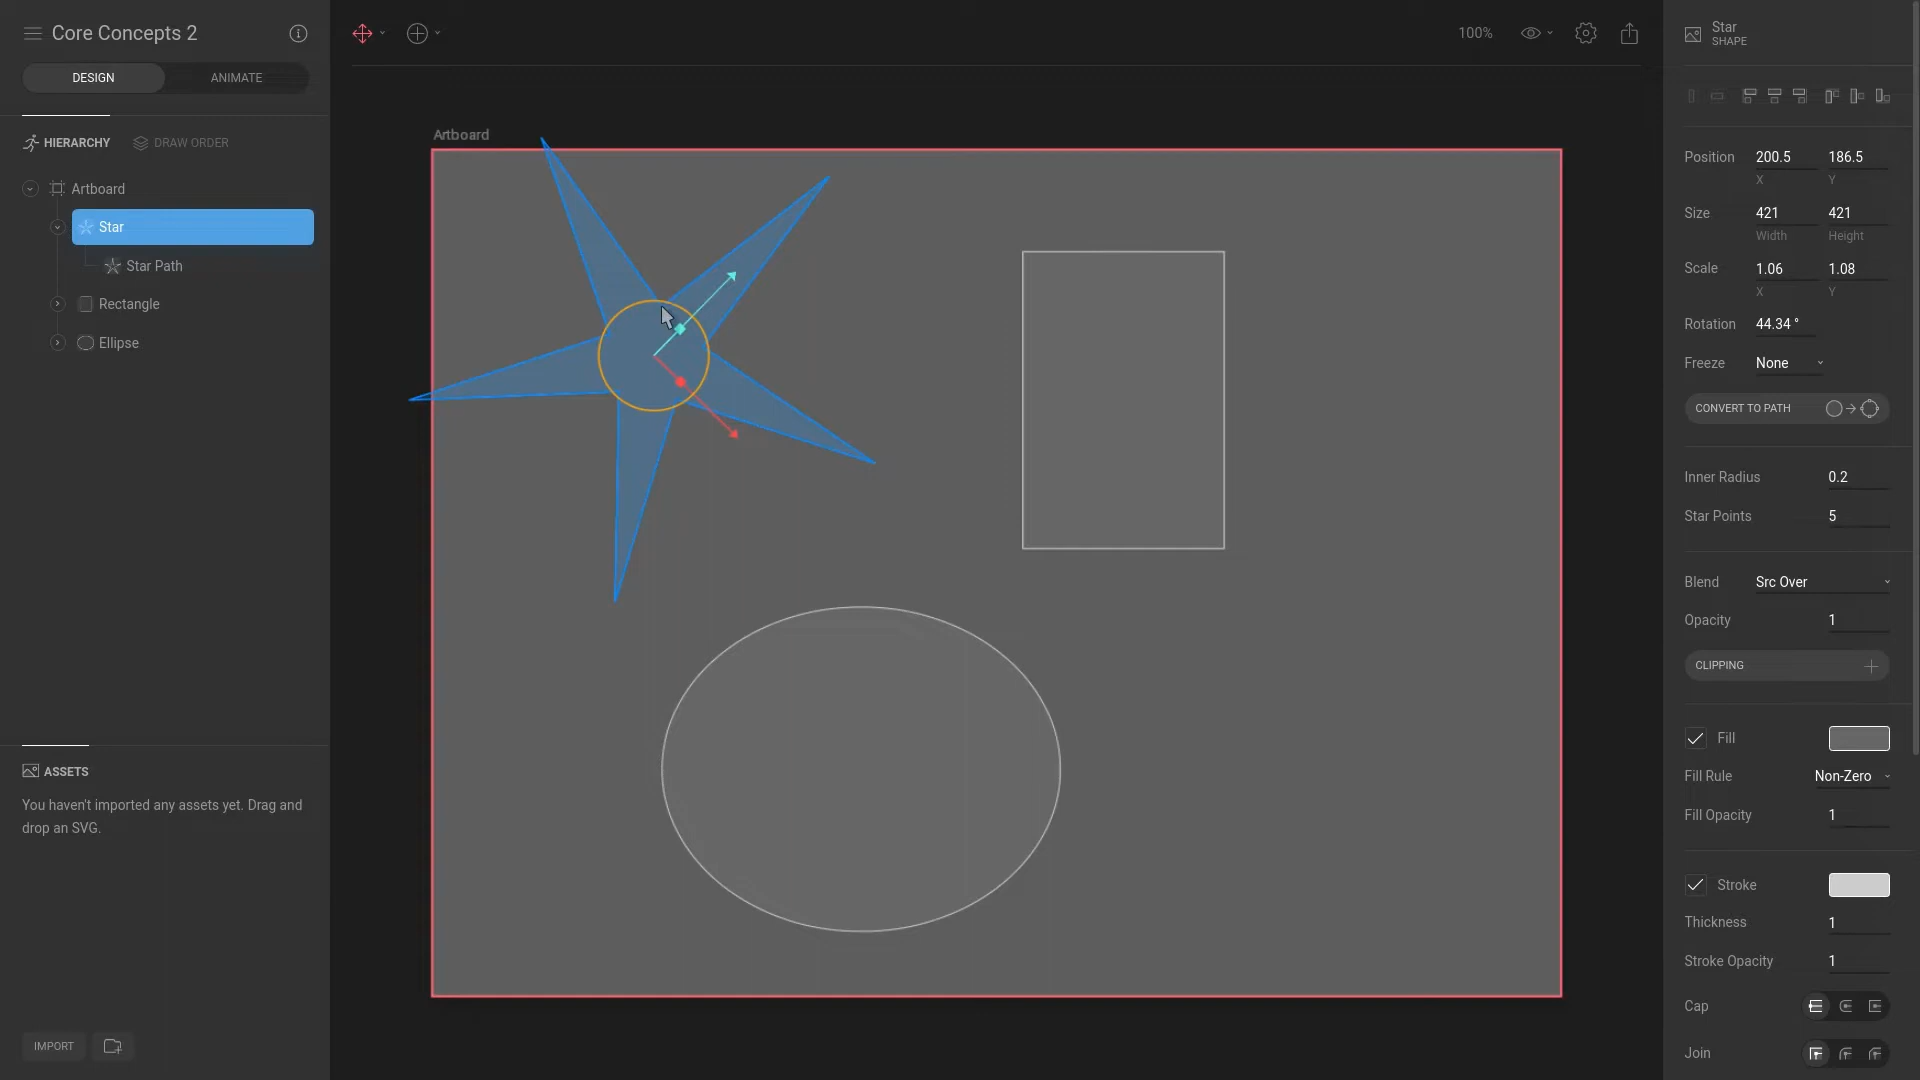 Core Concepts 2
DESIGN
ANIMATE
HIERARCHY
DRAW ORDER
Artboard
Star
Star Path
Rectangle
Ellipse
ASSETS
You haven't imported any assets yet. Drag and
drop an SVG.
IMPORT
100%
Artboard
Star
SHAPE
Position 200.5 186.5
X Y
Size 421 421
Width Height
Scale 1.06 1.08
X Y
Rotation 44.34 °
Freeze None
CONVERT TO PATH
Inner Radius 0.2
Star Points 5
Blend Src Over
Opacity 1
CLIPPING
Fill
Fill Rule Non-Zero
Fill Opacity 1
Stroke
Thickness 1
Stroke Opacity 1
Cap
Join